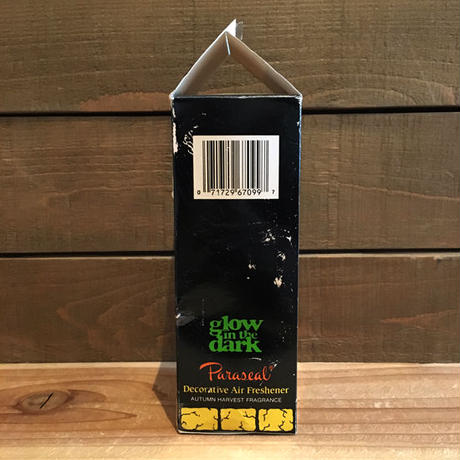 0 71729 67099 7
glow
in the
dark
Paraseal
Decorative Air Freshener
AUTUMN HARVEST FRAGRANCE